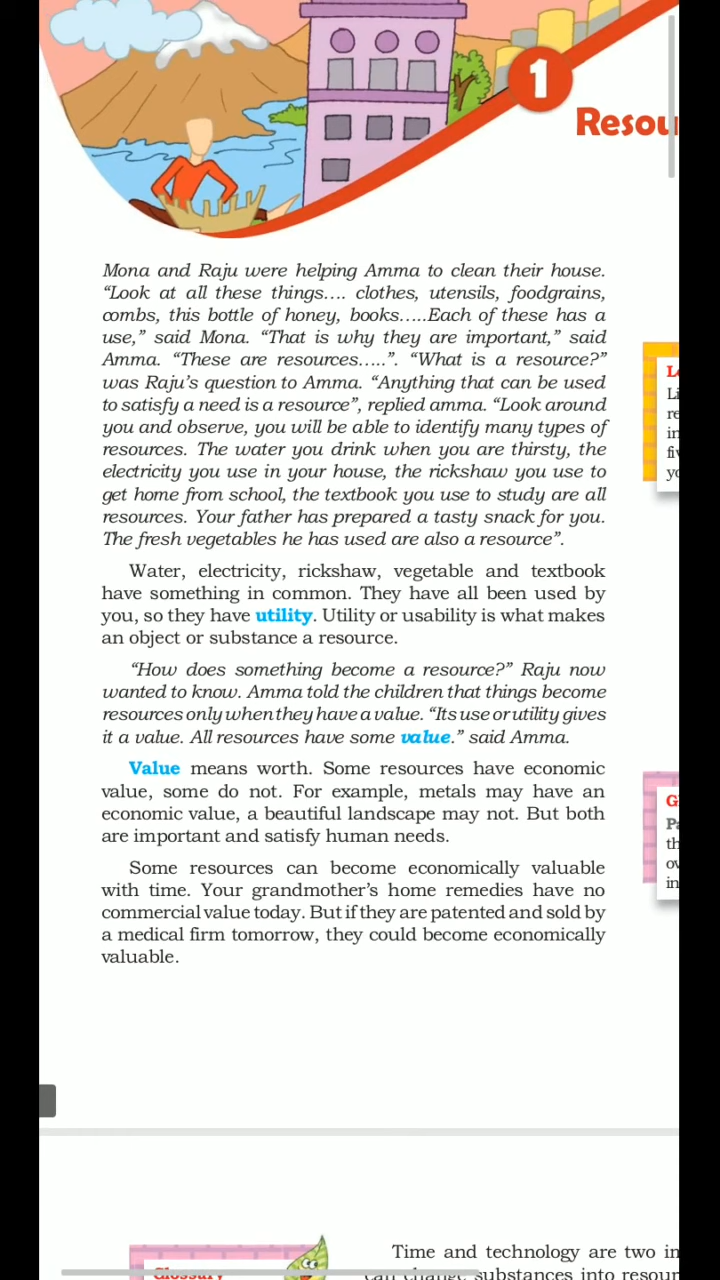 1
Mona and Raju were helping Amma to clean their house.
“Look at all these things.... clothes, utensils, foodgrains,
combs, this bottle of honey, books.....Each of these has a
use,” said Mona. “That is why they are important,” said
Amma. “These are resources.....”. “What is a resource?”
was Raju’s question to Amma. “Anything that can be used
to satisfy a need is a resource”, replied amma. “Look around
you and observe, you will be able to identify many types of
resources. The water you drink when you are thirsty, the
electricity you use in your house, the rickshaw you use to
get home from school, the textbook you use to study are all
resources. Your father has prepared a tasty snack for you.
The fresh vegetables he has used are also a resource”.
Water, electricity, rickshaw, vegetable and textbook
have something in common. They have all been used by
you, so they have utility. Utility or usability is what makes
an object or substance a resource.
“How does something become a resource?” Raju now
wanted to know. Amma told the children that things become
resources only when they have a value. “Its use or utility gives
it a value. All resources have some value.” said Amma.
Value means worth. Some resources have economic
value, some do not. For example, metals may have an
economic value, a beautiful landscape may not. But both
are important and satisfy human needs.
Some resources can become economically valuable
with time. Your grandmother’s home remedies have no
commercial value today. But if they are patented and sold by
a medical firm tomorrow, they could become economically
valuable.
Glossary
Time and technology are two
can change substances into